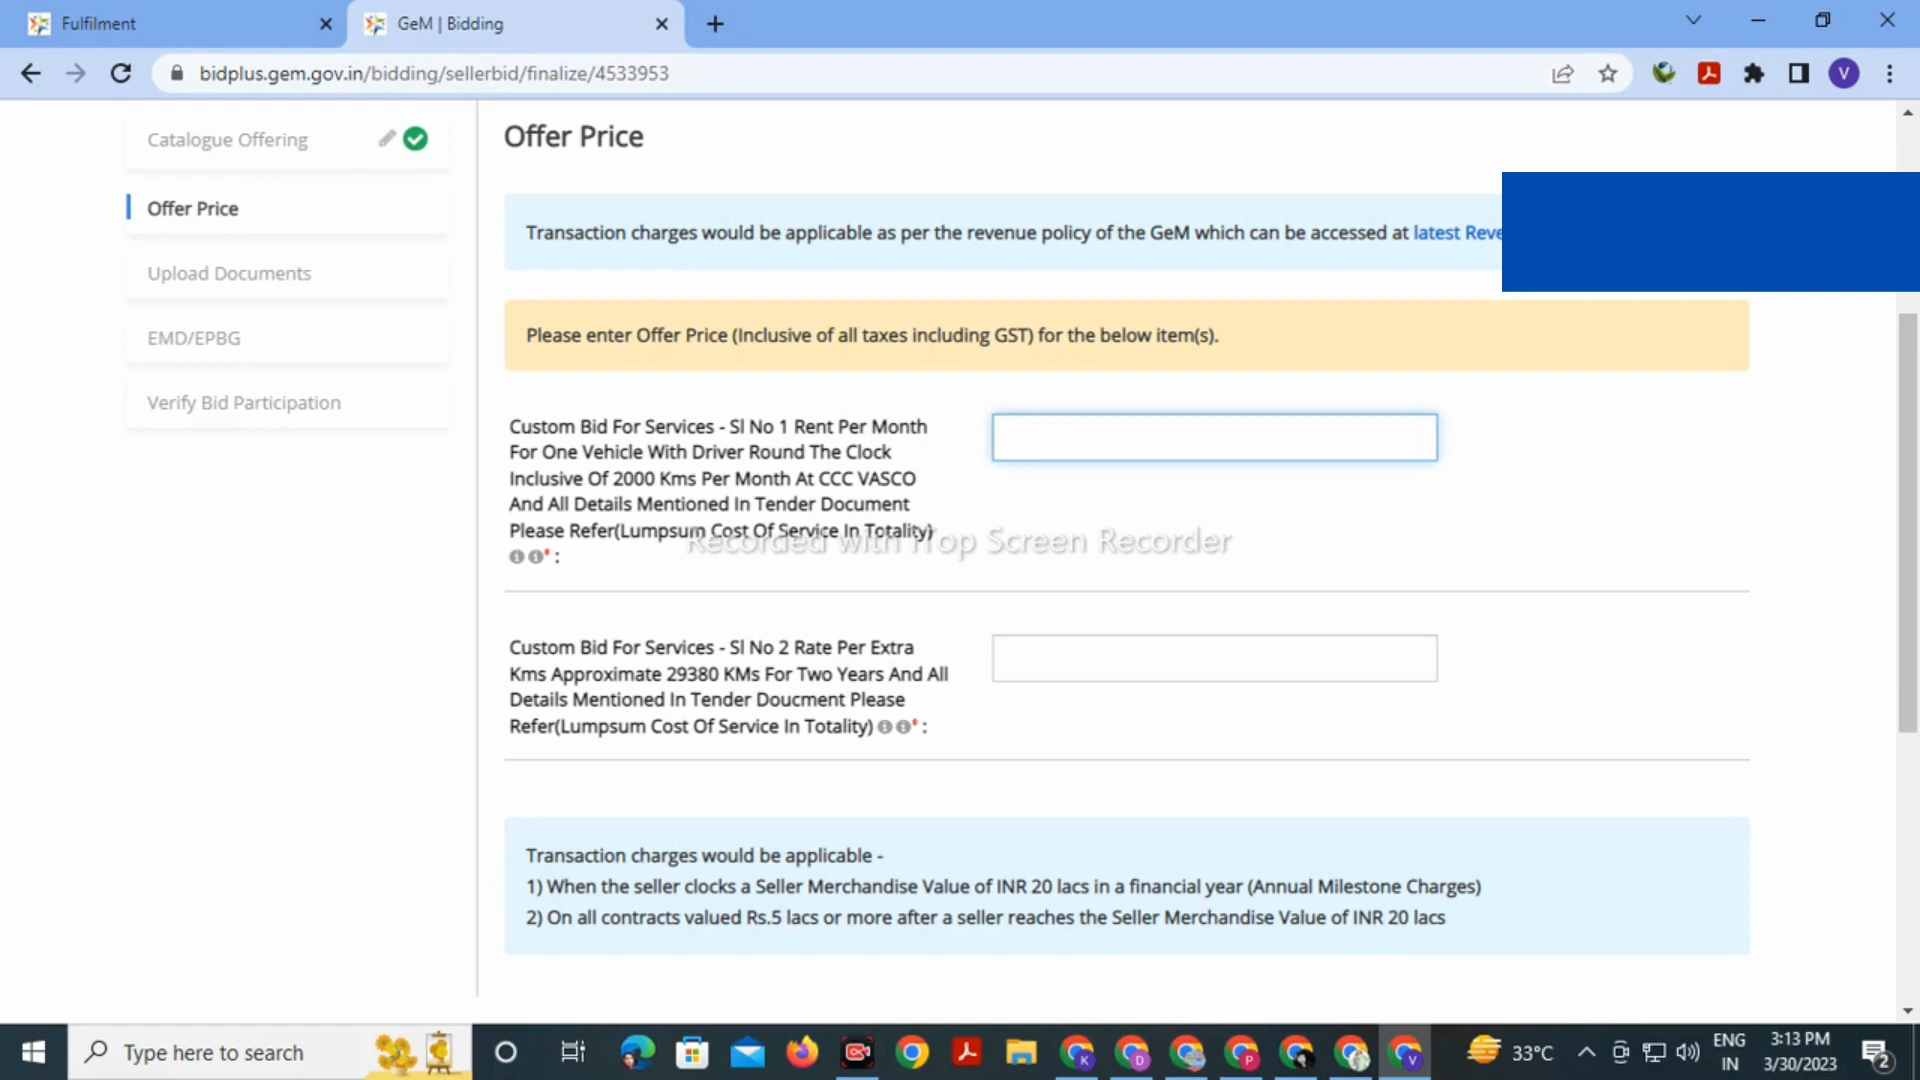 Fulfilment
GeM | Bidding
bidplus.gem.gov.in/bidding/sellerbid/finalize/4533953
V
Catalogue Offering
Offer Price
Upload Documents
EMD/EPBG
Verify Bid Participation
Offer Price
Transaction charges would be applicable as per the revenue policy of the GeM which can be accessed at latest Reve
Please enter Offer Price (Inclusive of all taxes including GST) for the below item(s).
Custom Bid For Services - Sl No 1 Rent Per Month
For One Vehicle With Driver Round The Clock
Inclusive Of 2000 Kms Per Month At CCC VASCO
And All Details Mentioned In Tender Document
Please Refer(Lumpsum Cost Of Service In Totality)
* :
Recorded with iTop Screen Recorder
Custom Bid For Services - Sl No 2 Rate Per Extra
Kms Approximate 29380 KMs For Two Years And All
Details Mentioned In Tender Doucment Please
Refer(Lumpsum Cost Of Service In Totality) * :
Transaction charges would be applicable -
1) When the seller clocks a Seller Merchandise Value of INR 20 lacs in a financial year (Annual Milestone Charges)
2) On all contracts valued Rs.5 lacs or more after a seller reaches the Seller Merchandise Value of INR 20 lacs
Type here to search
K
D
P
V
33°C
ENG
IN
3:13 PM
3/30/2023
2